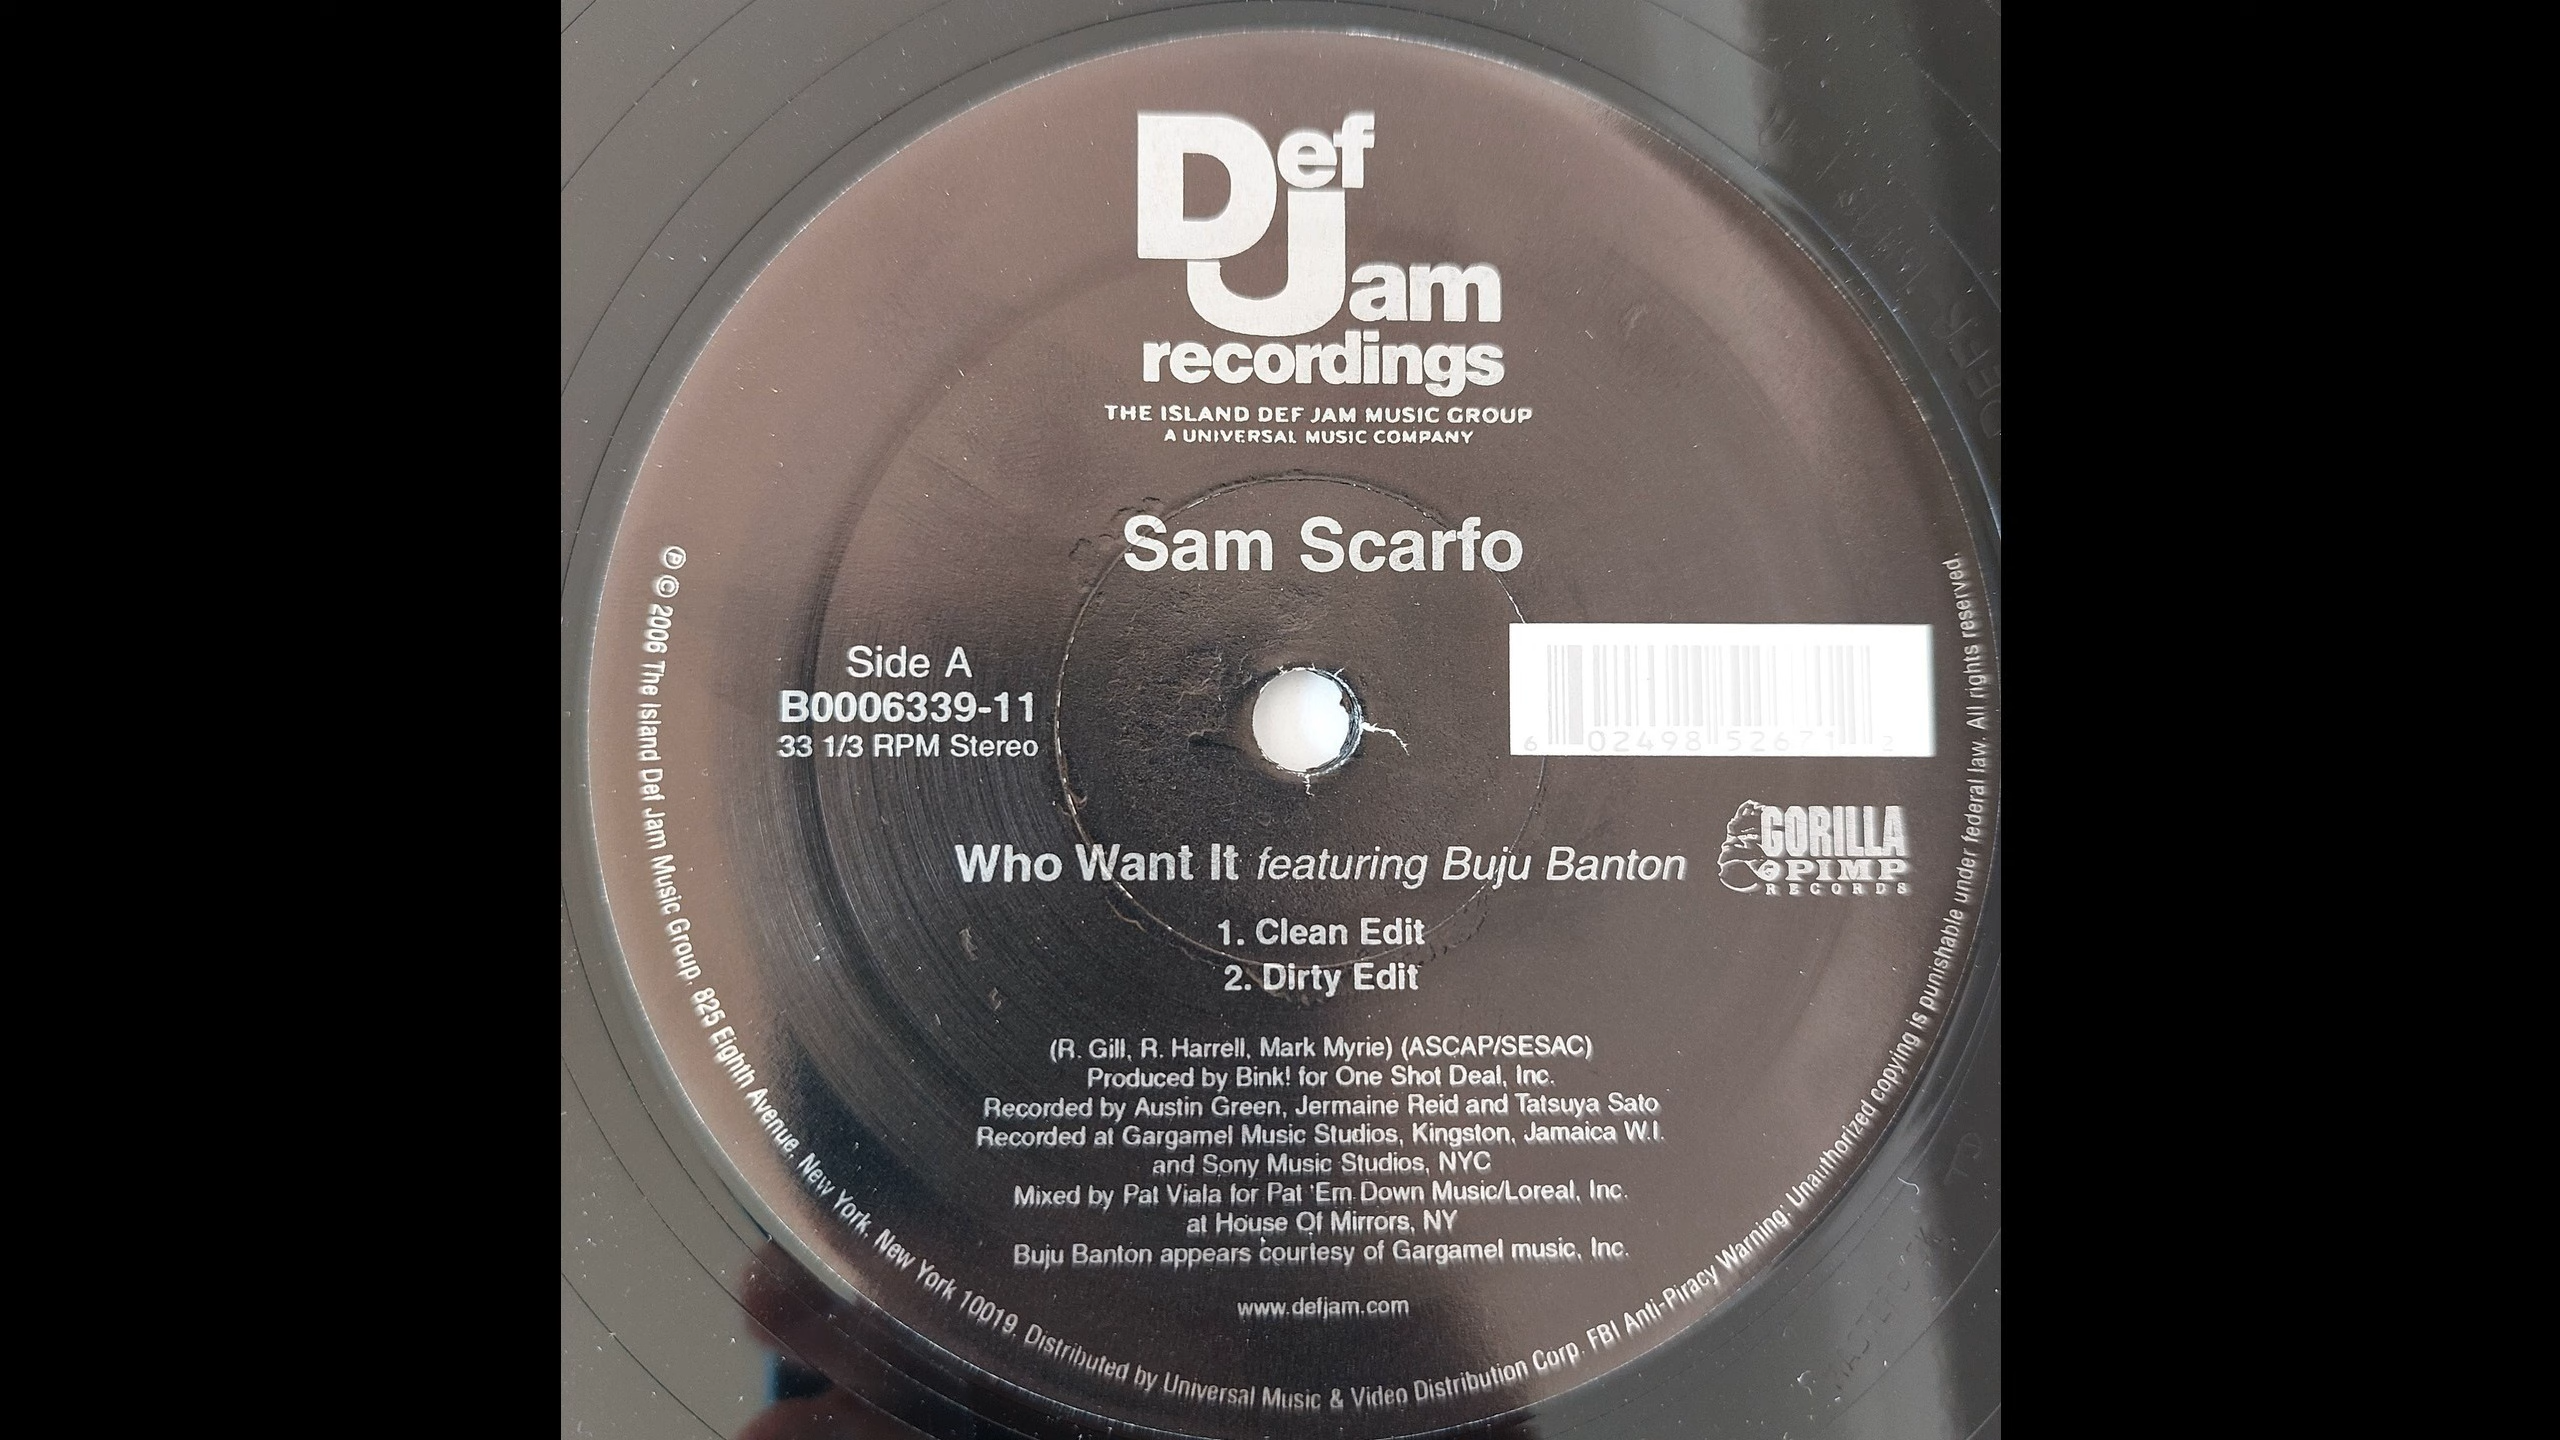 Def
Jam
recordings
THE ISLAND DEF JAM MUSIC GROUP
A UNIVERSAL MUSIC COMPANY
Sam Scarfo
Side A
B0006339-11
33 1/3 RPM Stereo
6 02498 52671 2
GORILLA
PIMP
RECORDS
Who Want It featuring Buju Banton
1. Clean Edit
2. Dirty Edit
(R. Gill, R. Harrell, Mark Myrie) (ASCAP/SESAC)
Produced by Bink! for One Shot Deal, Inc.
Recorded by Austin Green, Jermaine Reid and Tatsuya Sato
Recorded at Gargamel Music Studios, Kingston, Jamaica W.I.
and Sony Music Studios, NYC
Mixed by Pat Viala for Pat 'Em Down Music/Loreal, Inc.
at House Of Mirrors, NY
Buju Banton appears courtesy of Gargamel music, Inc.
www.defjam.com
℗ © 2006 The Island Def Jam Music Group, 825 Eighth Avenue, New York, New York 10019. Distributed by Universal Music & Video Distribution Corp. FBI Anti-Piracy Warning: Unauthorized copying is punishable under federal law. All rights reserved.